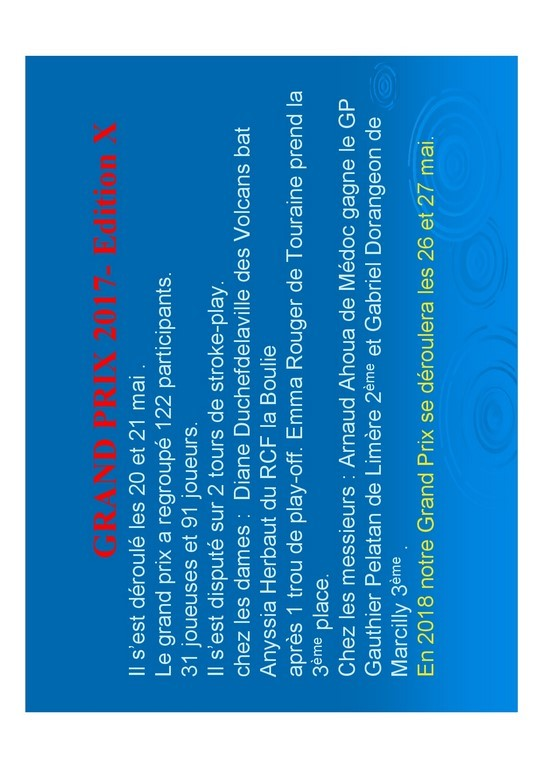 GRAND PRIX 2017- Edition X
Il s'est déroulé les 20 et 21 mai .
Le grand prix a regroupé 122 participants.
31 joueuses et 91 joueurs.
Il s'est disputé sur 2 tours de stroke-play.
chez les dames : Diane Duchefdelaville des Volcans bat
Anyssia Herbaut du RCF la Boulie
après 1 trou de play-off. Emma Rouger de Touraine prend la
3ème place.
Chez les messieurs : Arnaud Ahoua de Médoc gagne le GP
Gauthier Pelatan de Limère 2ème et Gabriel Dorangeon de
Marcilly 3ème .
En 2018 notre Grand Prix se déroulera les 26 et 27 mai.